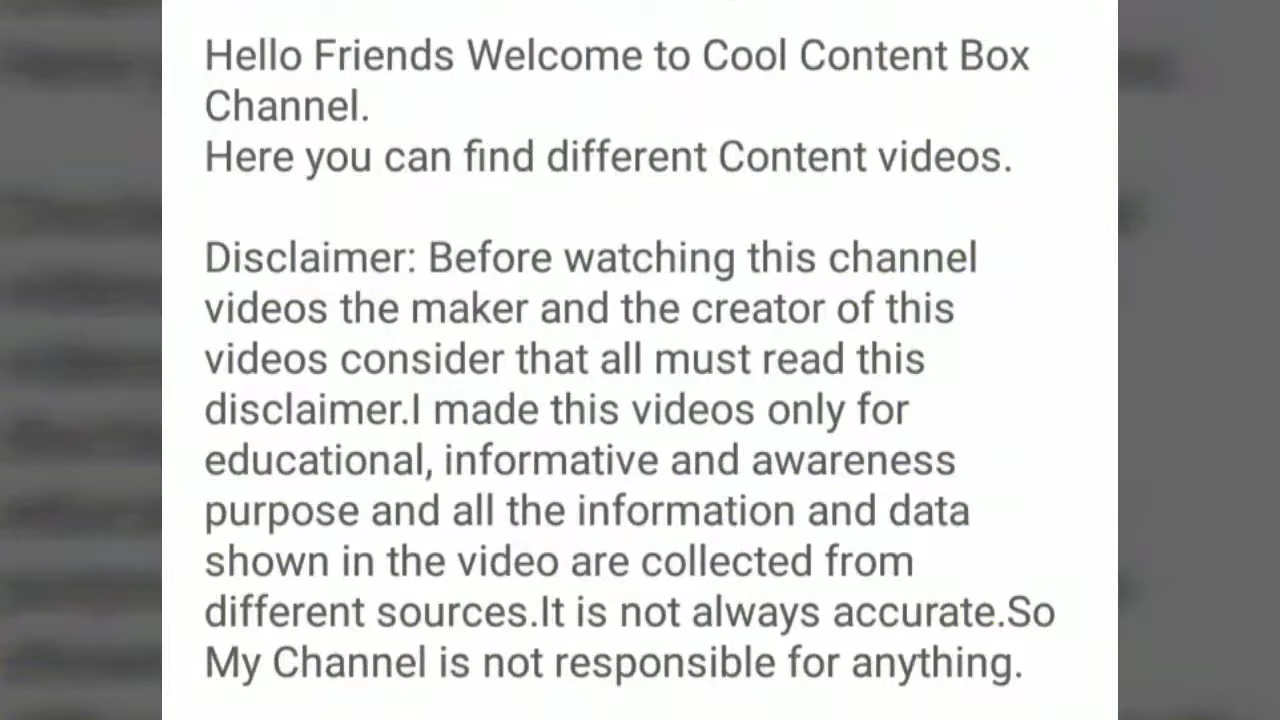 Hello Friends Welcome to Cool Content Box
Channel.
Here you can find different Content videos.
Disclaimer: Before watching this channel
videos the maker and the creator of this
videos consider that all must read this
disclaimer.I made this videos only for
educational, informative and awareness
purpose and all the information and data
shown in the video are collected from
different sources.It is not always accurate.So
My Channel is not responsible for anything.